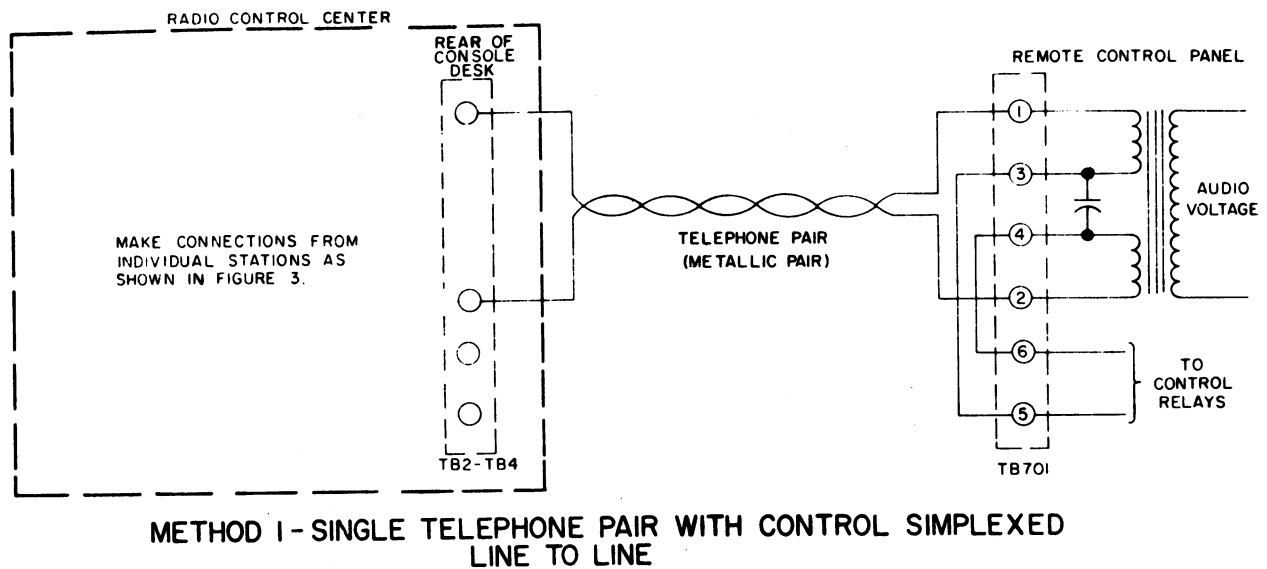 RADIO CONTROL CENTER
REAR OF
CONSOLE
DESK
MAKE CONNECTIONS FROM
INDIVIDUAL STATIONS AS
SHOWN IN FIGURE 3.
TB2-TB4
TELEPHONE PAIR
(METALLIC PAIR)
REMOTE CONTROL PANEL
1
3
4
2
6
5
TB701
AUDIO
VOLTAGE
TO
CONTROL
RELAYS
METHOD 1 - SINGLE TELEPHONE PAIR WITH CONTROL SIMPLEXED
LINE TO LINE